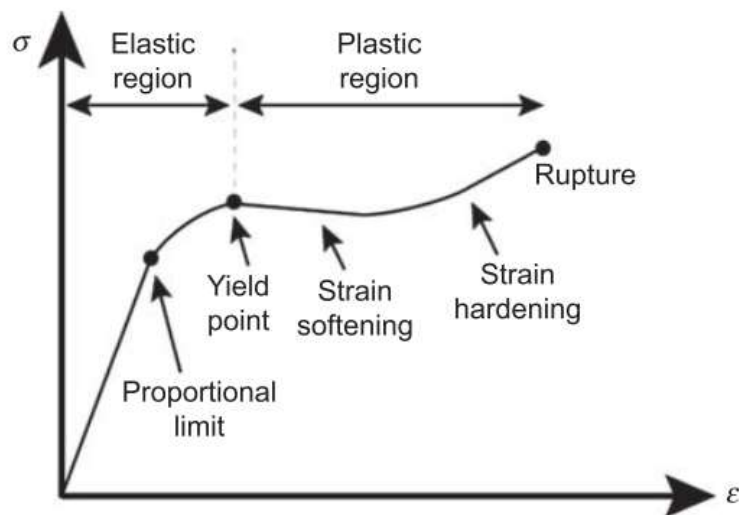 σ
Elastic
region
Plastic
region
Rupture
Yield
point
Strain
softening
Strain
hardening
Proportional
limit
ε